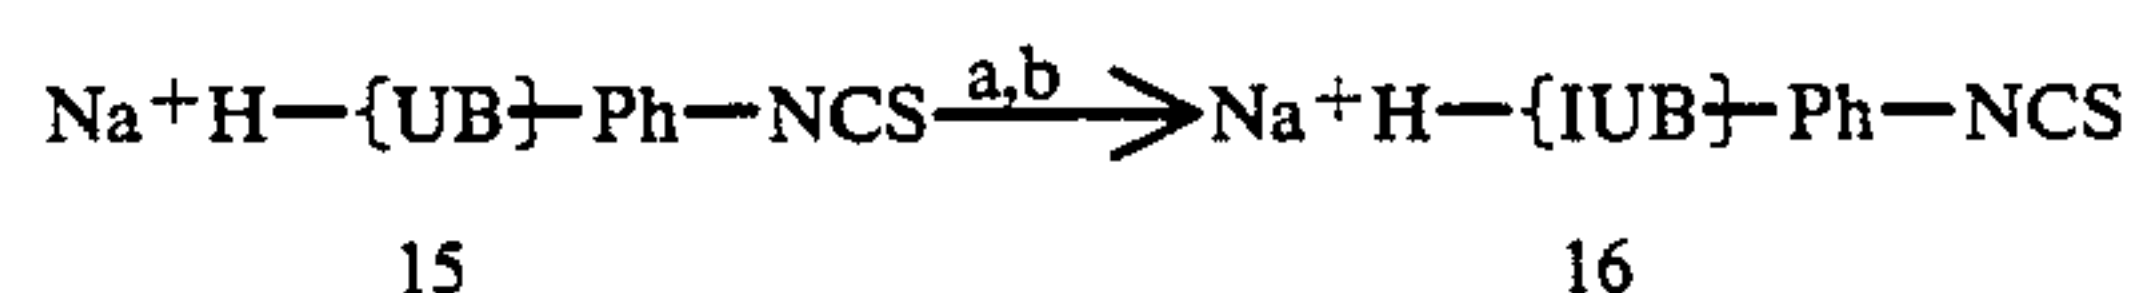 a,b
Na+H—{UB}—Ph—NCS → Na+H—{IUB}—Ph—NCS
15 16